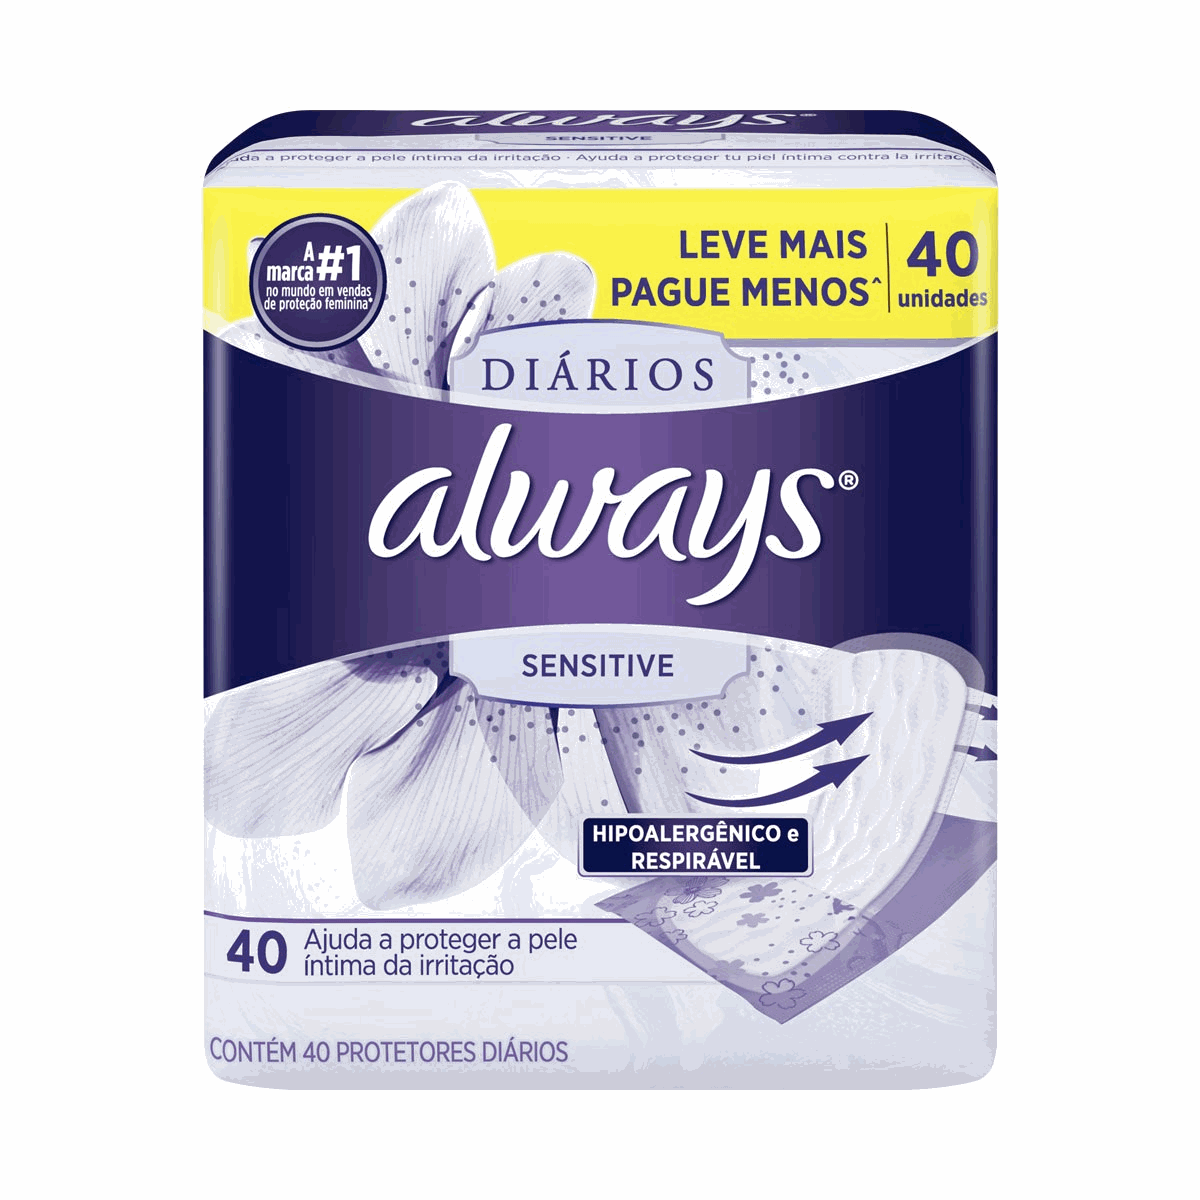 always®
SENSITIVE
da a proteger a pele íntima da irritação · Ayuda a proteger tu piel íntima contra la irritac
A
marca #1
no mundo em vendas
de proteção feminina*
LEVE MAIS
PAGUE MENOS^
40
unidades
DIÁRIOS
always®
SENSITIVE
HIPOALERGÊNICO e
RESPIRÁVEL
40
Ajuda a proteger a pele
íntima da irritação
CONTÉM 40 PROTETORES DIÁRIOS